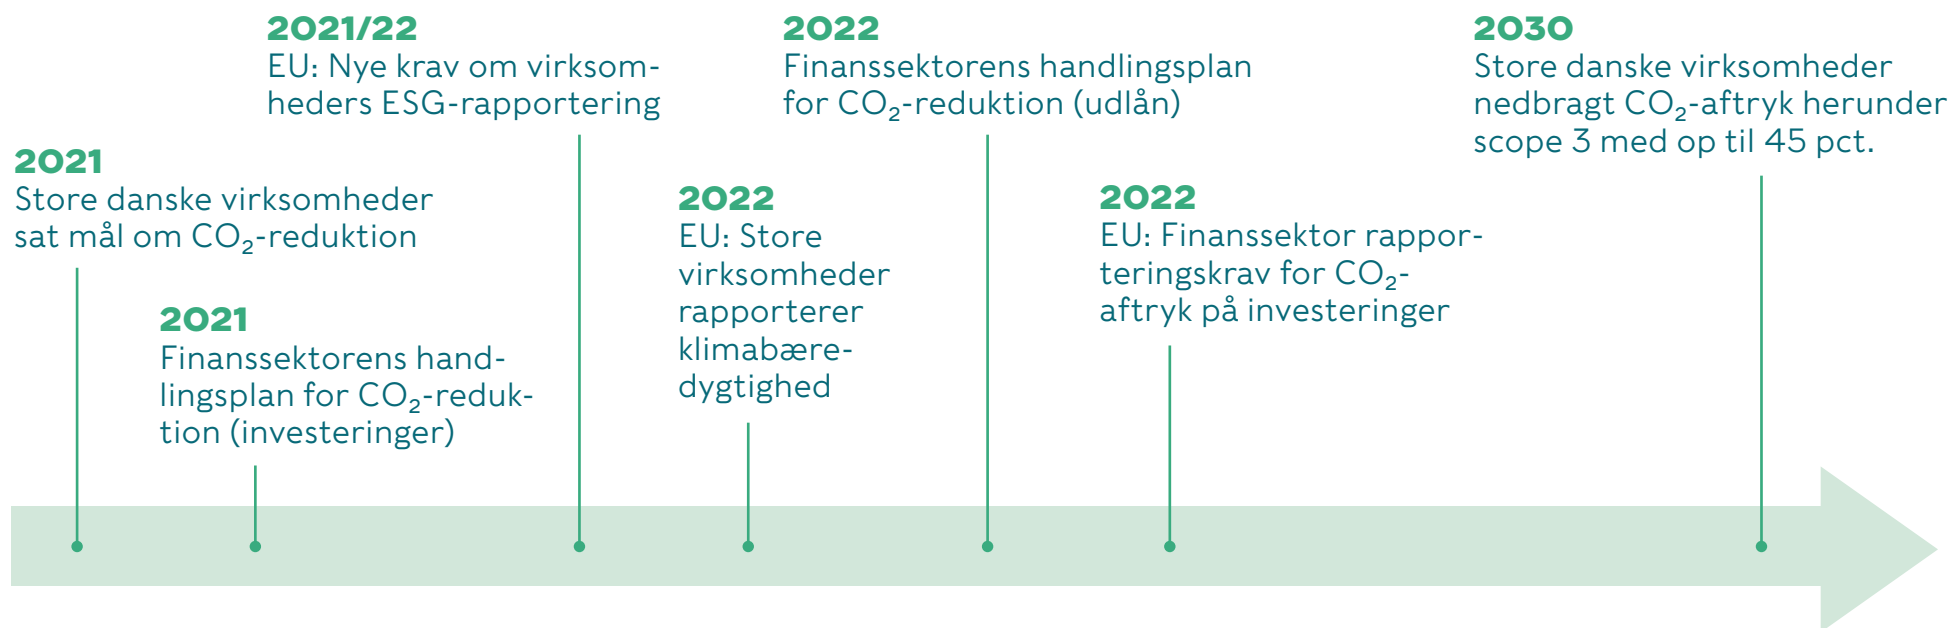 2021
Store danske virksomheder
sat mål om CO₂-reduktion
2021
Finanssektorens hand-
lingsplan for CO₂-reduk-
tion (investeringer)
2021/22
EU: Nye krav om virksom-
heders ESG-rapportering
2022
EU: Store
virksomheder
rapporterer
klimabære-
dygtighed
2022
Finanssektorens handlingsplan
for CO₂-reduktion (udlån)
2022
EU: Finanssektor rappor-
teringskrav for CO₂-
aftryk på investeringer
2030
Store danske virksomheder
nedbragt CO₂-aftryk herunder
scope 3 med op til 45 pct.